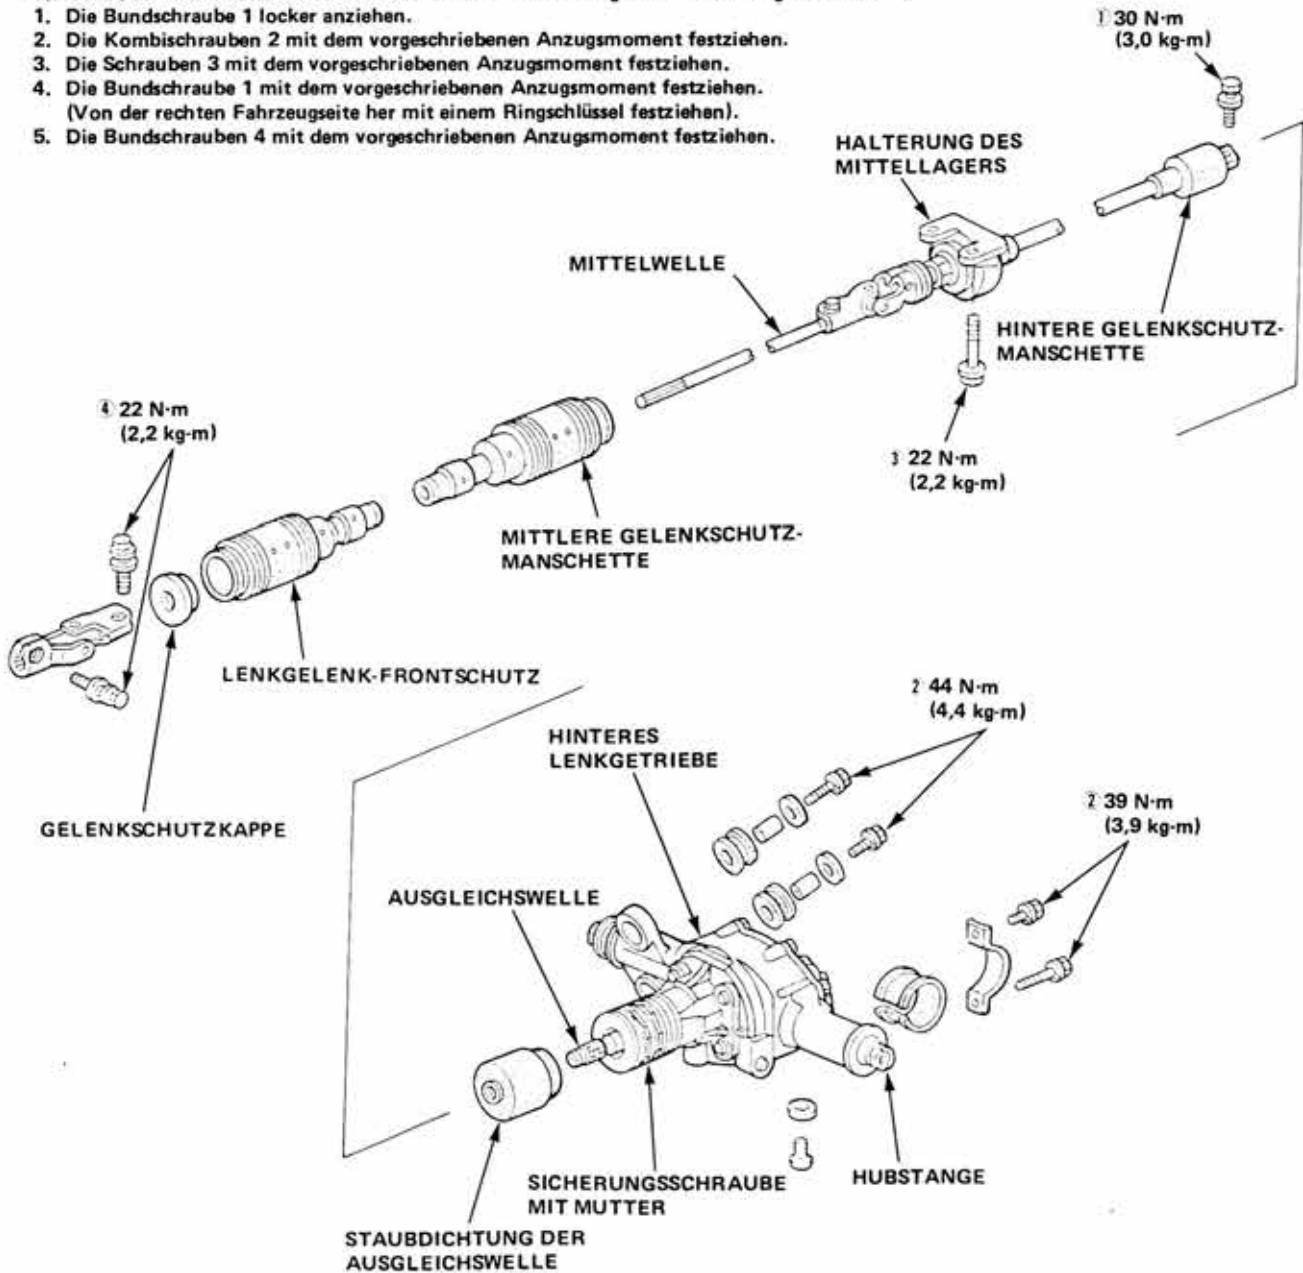 1. Die Bundschraube 1 locker anziehen.
2. Die Kombischrauben 2 mit dem vorgeschriebenen Anzugsmoment festziehen.
3. Die Schrauben 3 mit dem vorgeschriebenen Anzugsmoment festziehen.
4. Die Bundschraube 1 mit dem vorgeschriebenen Anzugsmoment festziehen.
(Von der rechten Fahrzeugseite her mit einem Ringschlüssel festziehen).
5. Die Bundschrauben 4 mit dem vorgeschriebenen Anzugsmoment festziehen.
① 30 N·m
(3,0 kg-m)
HALTERUNG DES
MITTELLAGERS
MITTELWELLE
HINTERE GELENKSCHUTZ-
MANSCHETTE
④ 22 N·m
(2,2 kg-m)
3 22 N·m
(2,2 kg-m)
MITTLERE GELENKSCHUTZ-
MANSCHETTE
LENKGELENK-FRONTSCHUTZ
2 44 N·m
(4,4 kg-m)
HINTERES
LENKGETRIEBE
② 39 N·m
(3,9 kg-m)
GELENKSCHUTZKAPPE
AUSGLEICHSWELLE
HUBSTANGE
SICHERUNGSSCHRAUBE
MIT MUTTER
STAUBDICHTUNG DER
AUSGLEICHSWELLE